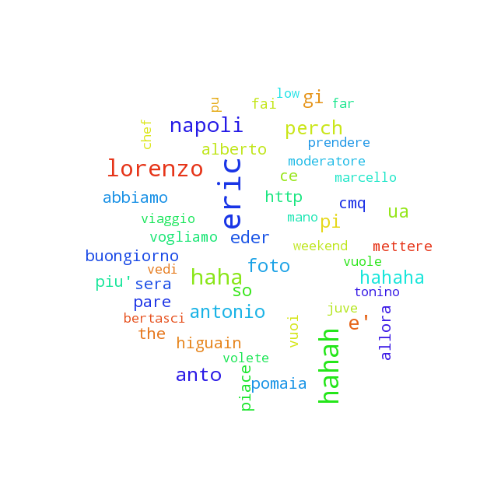 low
gi
far
pu
fai
chef
napoli
perch
alberto
prendere
moderatore
lorenzo
eric
ce
marcello
abbiamo
http
cmq
ua
viaggio
mano
pi
vogliamo
eder
weekend
mettere
buongiorno
foto
vuole
vedi
haha
hahaha
piu'
sera
so
tonino
pare
antonio
juve
bertasci
e'
allora
the
vuoi
higuain
hahah
volete
anto
piace
pomaia